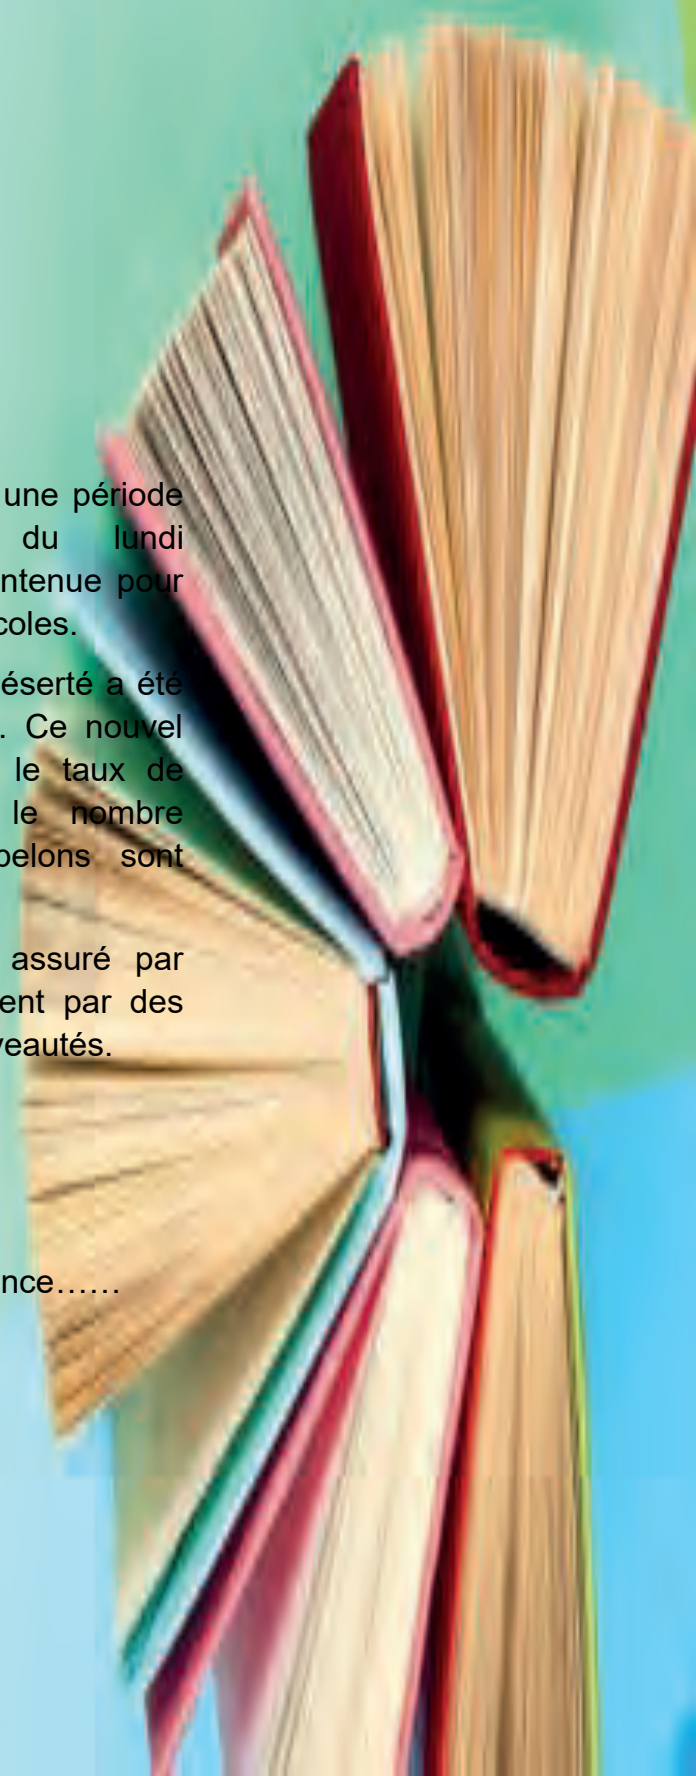 une période
du lundi
ntenue pour
coles.
éserté a été
. Ce nouvel
le taux de
le nombre
pelons sont
assuré par
ent par des
veautés.
nce……